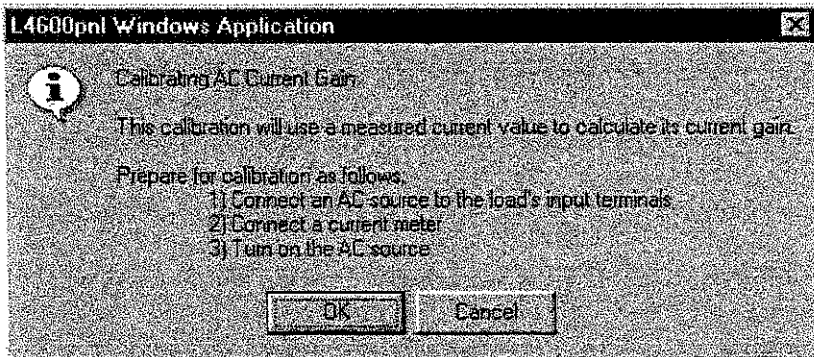 L4600pnl Windows Application
Calibrating AC Current Gain
This calibration will use a measured current value to calculate its current gain.
Prepare for calibration as follows,
1) Connect an AC source to the load's input terminals
2) Connect a current meter
3) Turn on the AC source
OK
Cancel